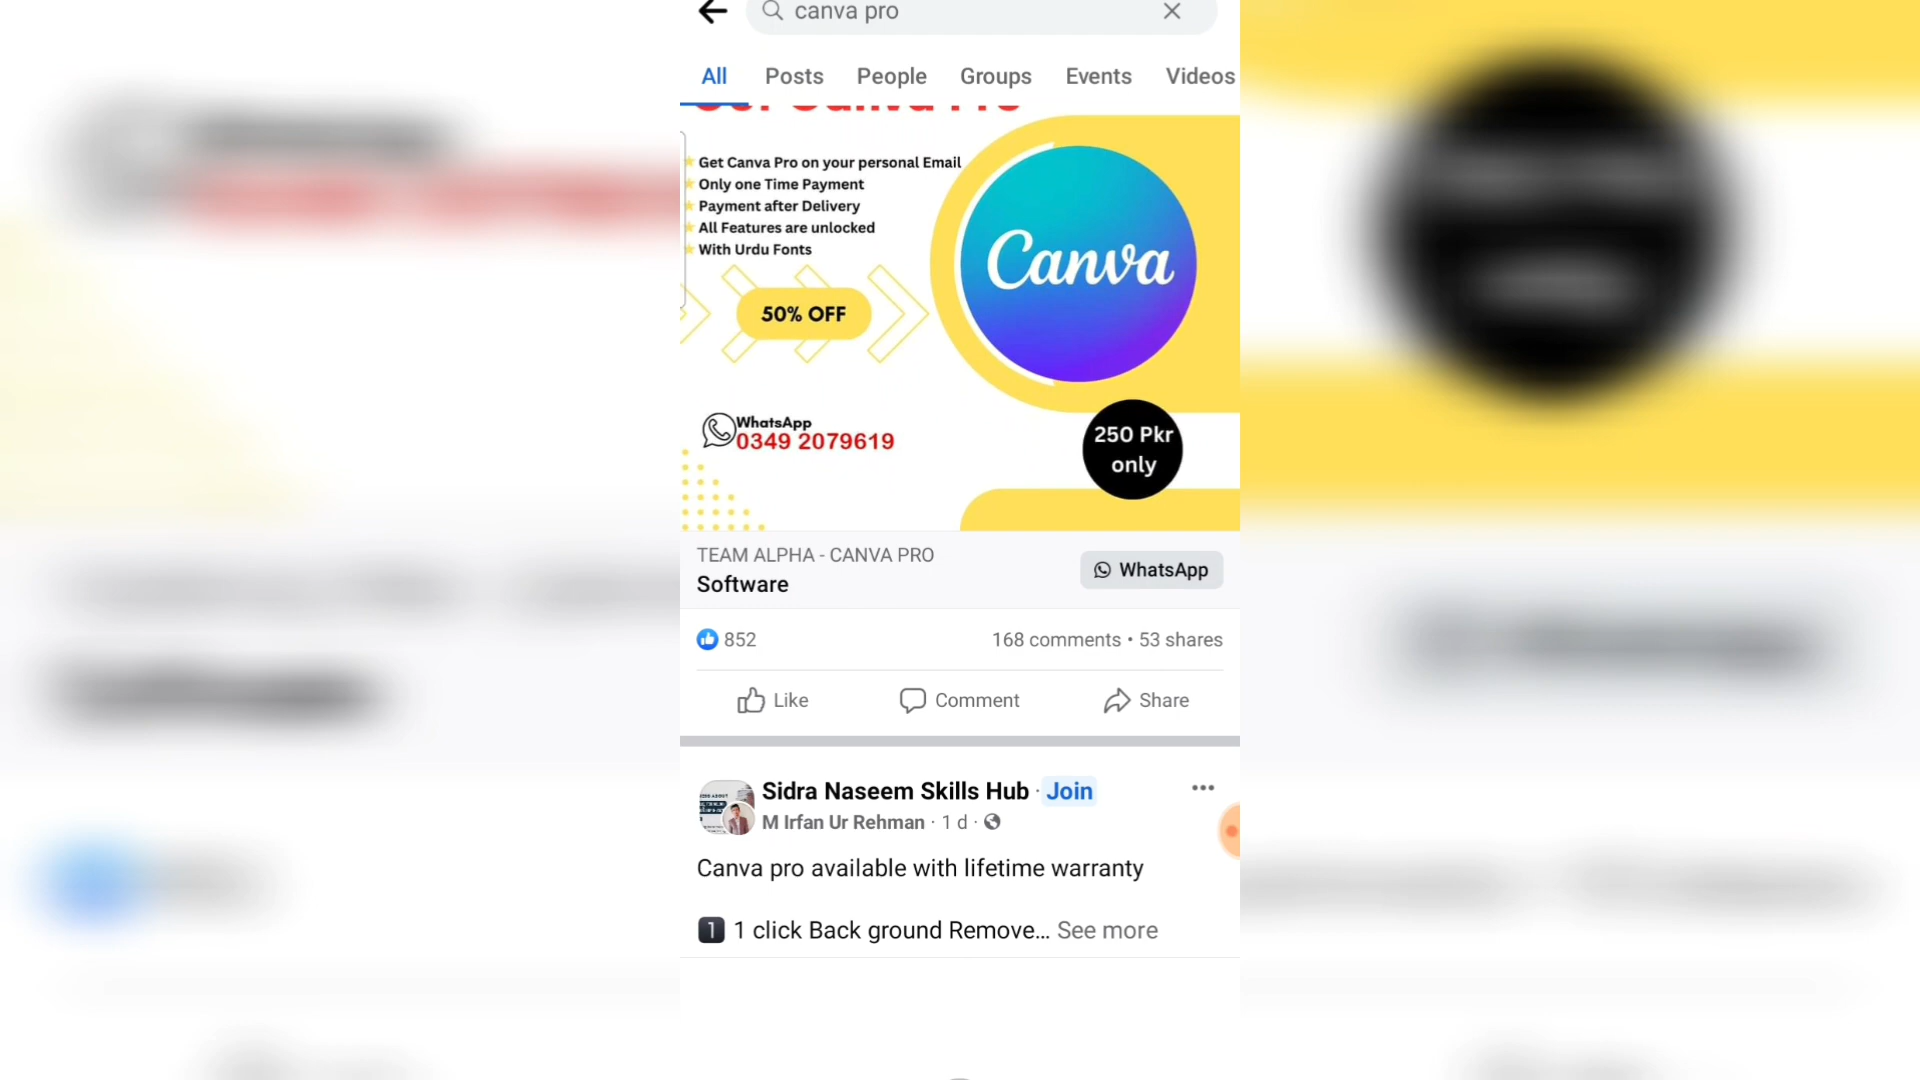 canva pro
All Posts People Groups Events Videos
Get Canva Pro on your personal Email
Only one Time Payment
Payment after Delivery
All Features are unlocked
With Urdu Fonts
Canva
50% OFF
WhatsApp
0349 2079619
250 Pkr
only
TEAM ALPHA - CANVA PRO
Software
WhatsApp
852
168 comments • 53 shares
Like Comment Share
Sidra Naseem Skills Hub · Join
M Irfan Ur Rehman · 1 d ·
Canva pro available with lifetime warranty
1 1 click Back ground Remove... See more